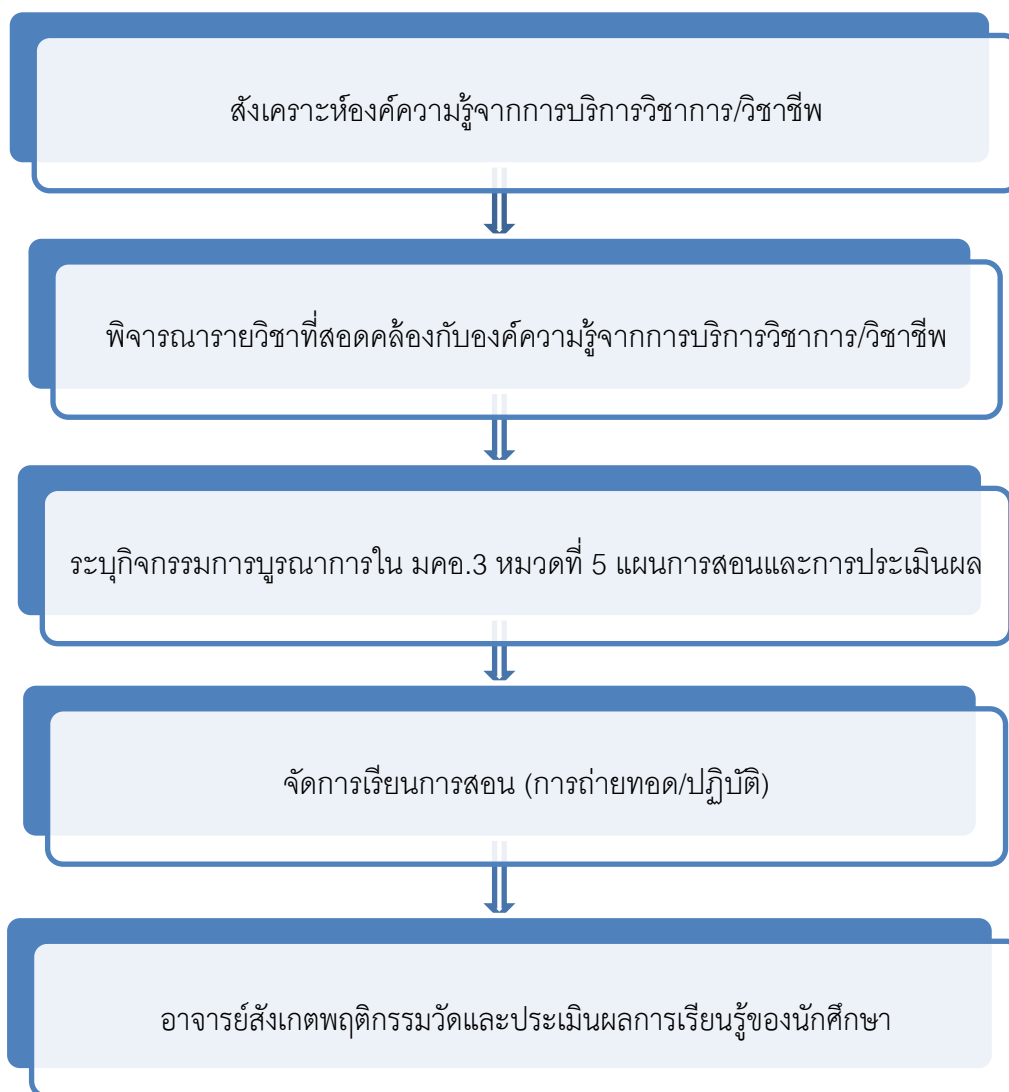 สังเคราะห์องค์ความรู้จากการบริการวิชาการ/วิชาชีพ
พิจารณารายวิชาที่สอดคล้องกับองค์ความรู้จากการบริการวิชาการ/วิชาชีพ
ระบุกิจกรรมการบูรณาการใน มคอ.3 หมวดที่ 5 แผนการสอนและการประเมินผล
จัดการเรียนการสอน (การถ่ายทอด/ปฏิบัติ)
อาจารย์สังเกตพฤติกรรมวัดและประเมินผลการเรียนรู้ของนักศึกษา